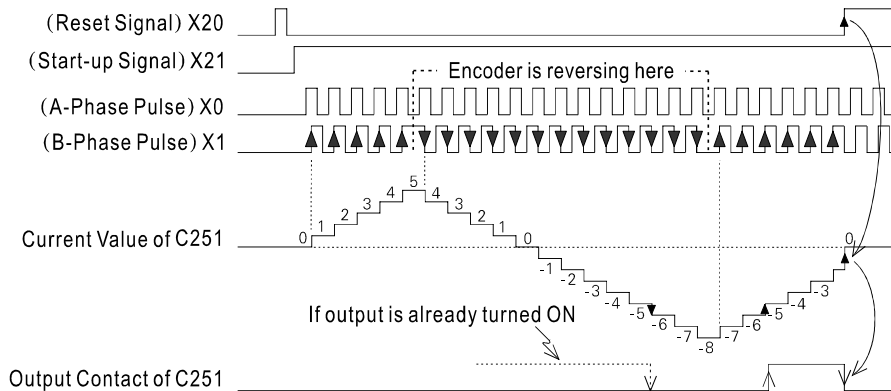 (Reset Signal) X20
(Start-up Signal) X21
Encoder is reversing here
(A-Phase Pulse) X0
(B-Phase Pulse) X1
Current Value of C251
0 1 2 3 4 5 4 3 2 1 0 -1 -2 -3 -4 -5 -6 -7 -8 -7 -6 -5 -4 -3 0
If output is already turned ON
Output Contact of C251